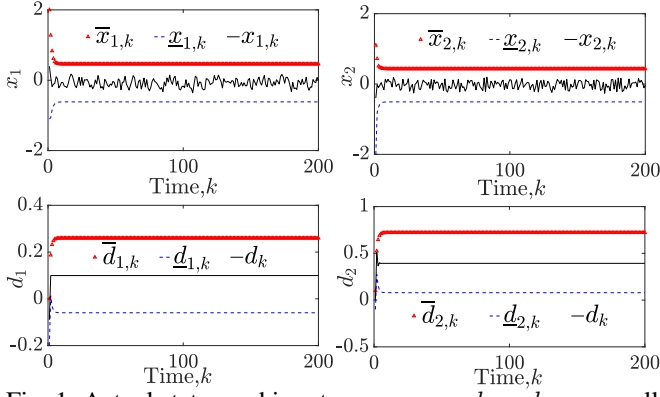 2
0
-2
x₁
x̅₁,ₖ x̲₁,ₖ −x₁,ₖ
0 100 200
Time,k
2
0
-2
x₂
x̅₂,ₖ x̲₂,ₖ −x₂,ₖ
0 100 200
Time,k
0.4
0.2
0
-0.2
d₁
d̅₁,ₖ d̲₁,ₖ −dₖ
0 100 200
Time,k
1
0.5
0
-0.5
d₂
d̅₂,ₖ d̲₂,ₖ −dₖ
0 100 200
Time,k